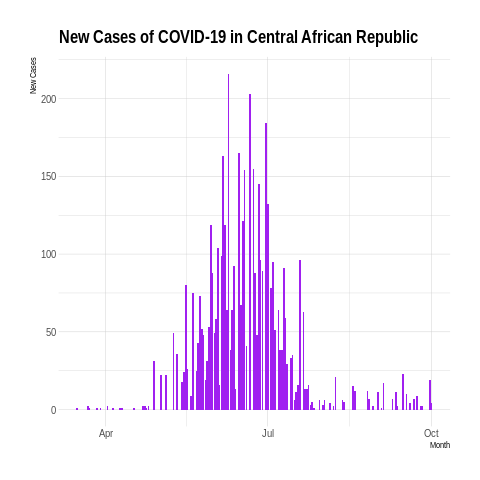 New Cases of COVID-19 in Central African Republic
New Cases
200
150
100
50
0
Apr
Jul
Oct
Month